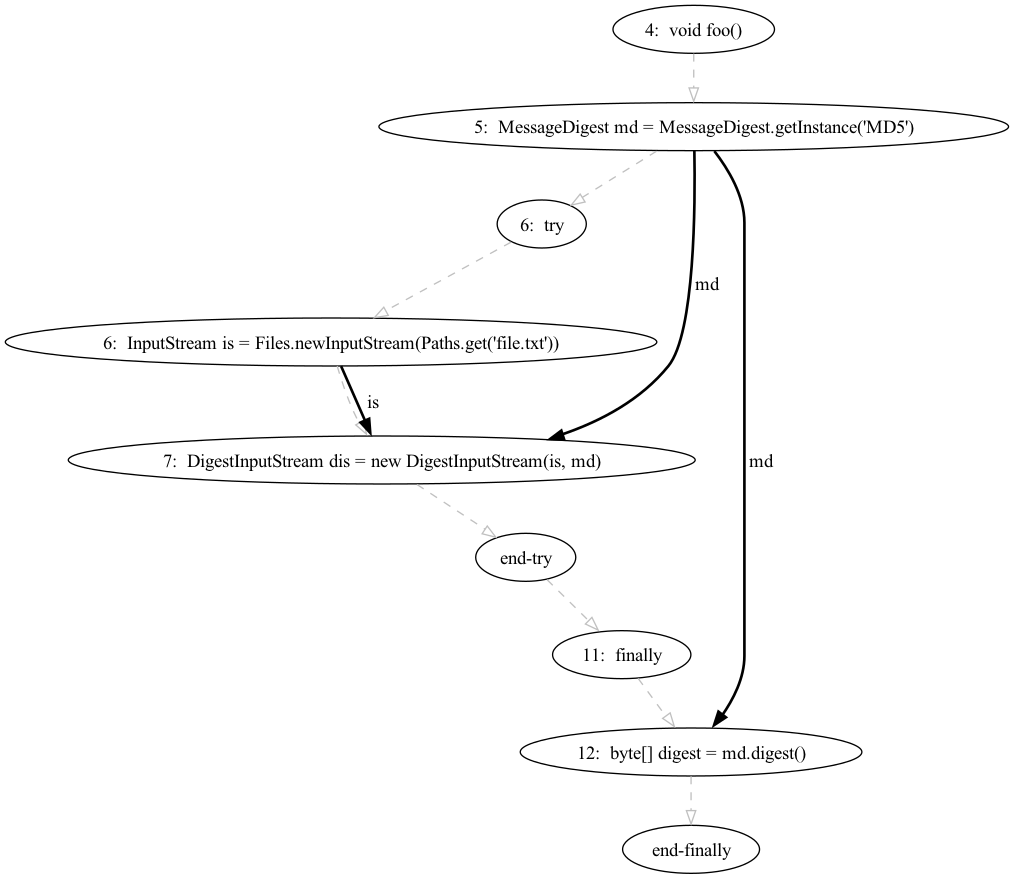 4:  void foo()
5:  MessageDigest md = MessageDigest.getInstance('MD5')
6:  try
md
6:  InputStream is = Files.newInputStream(Paths.get('file.txt'))
is
7:  DigestInputStream dis = new DigestInputStream(is, md)
md
end-try
11:  finally
12:  byte[] digest = md.digest()
end-finally